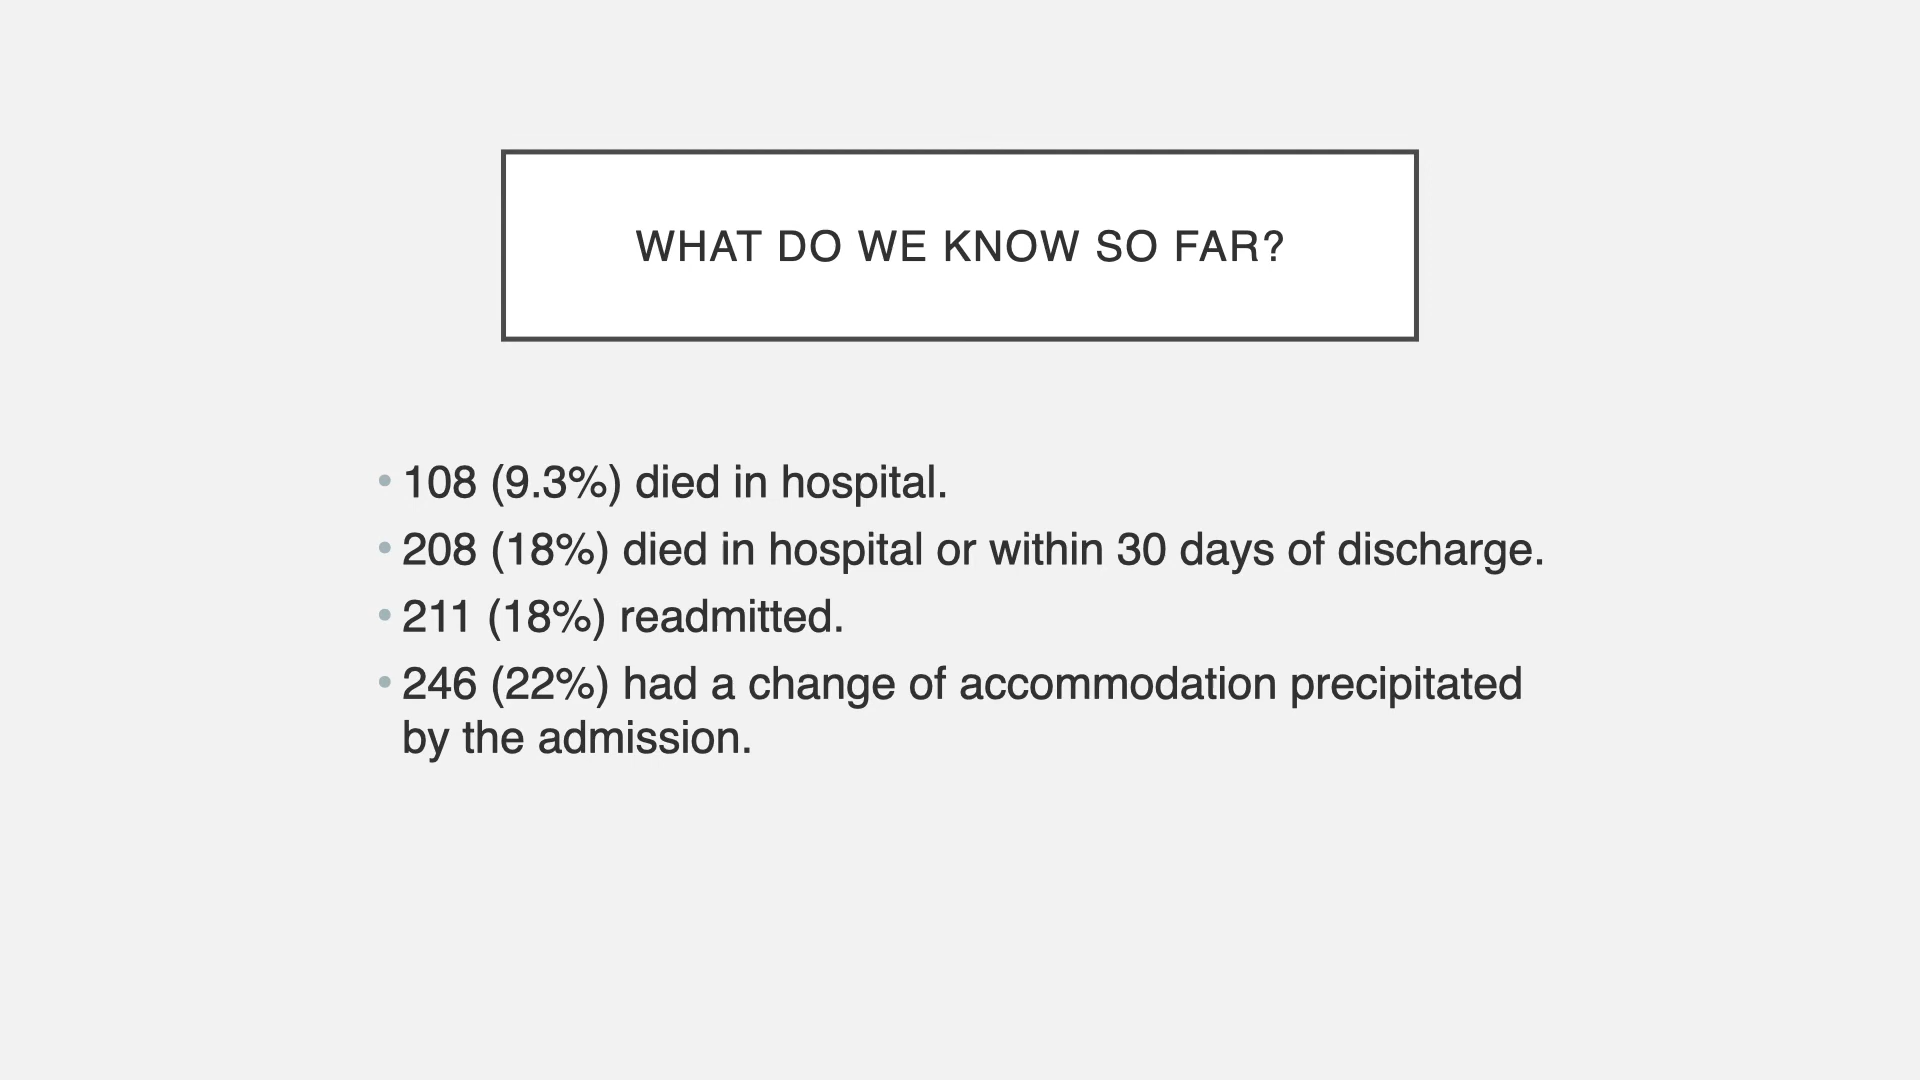 WHAT DO WE KNOW SO FAR?
• 108 (9.3%) died in hospital.
• 208 (18%) died in hospital or within 30 days of discharge.
• 211 (18%) readmitted.
• 246 (22%) had a change of accommodation precipitated
by the admission.